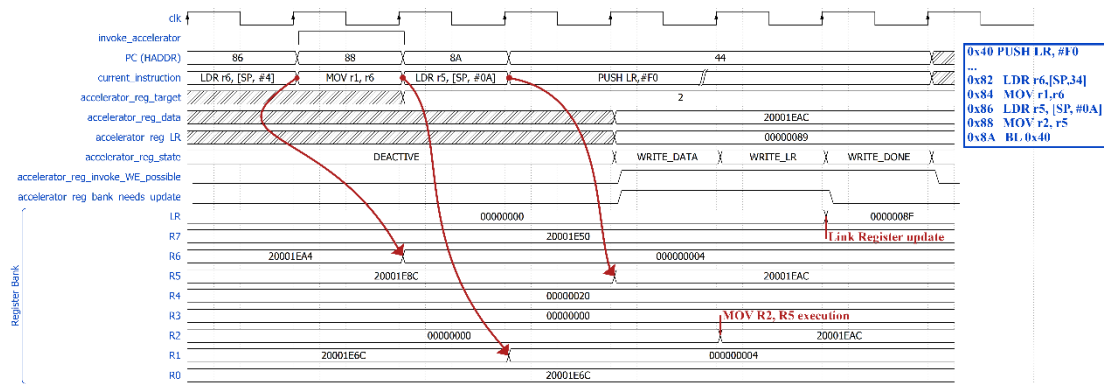 clk
invoke_accelerator
PC (HADDR) 86 88 8A 44
current_instruction LDR r6, [SP, #4] MOV r1, r6 LDR r5, [SP, #0A] PUSH LR,#F0
accelerator_reg_target 2
accelerator_reg_data 20001EAC
accelerator reg LR 00000089
accelerator_reg_state DEACTIVE WRITE_DATA WRITE_LR WRITE_DONE
accelerator_reg_invoke_WE_possible
accelerator reg bank needs update
LR 00000000 0000008F
R7 20001E50 Link Register update
R6 20001EA4 000000004
R5 20001E8C 20001EAC
R4 00000020
R3 00000000 MOV R2, R5 execution
R2 00000000 20001EAC
R1 20001E6C 000000004
R0 20001E6C
Register Bank
0x40 PUSH LR, #F0
...
0x82 LDR r6,[SP,34]
0x84 MOV r1,r6
0x86 LDR r5, [SP, #0A]
0x88 MOV r2, r5
0x8A BL 0x40